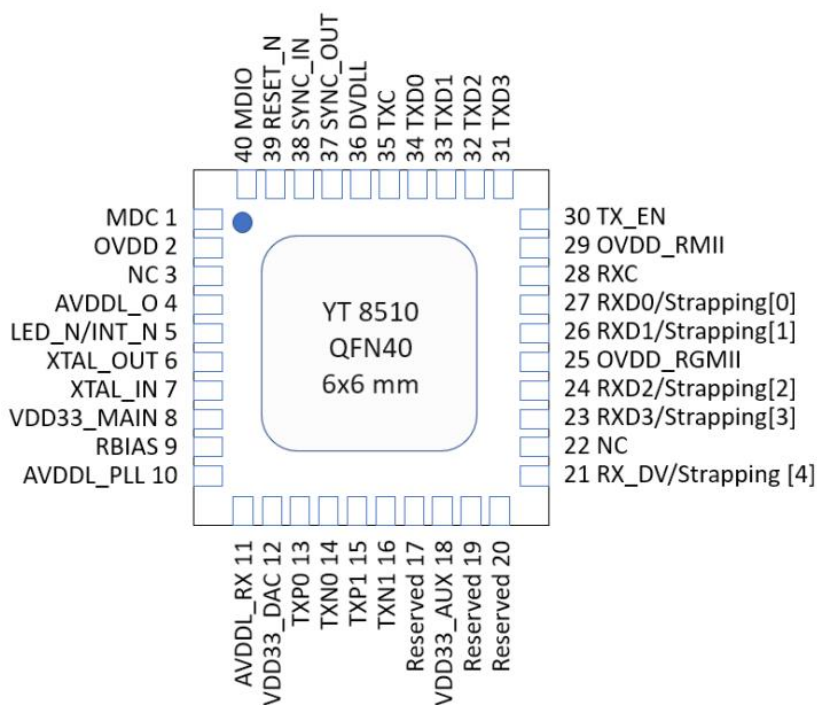 40 MDIO
39 RESET_N
38 SYNC_IN
37 SYNC_OUT
36 DVDLL
35 TXC
34 TXD0
33 TXD1
32 TXD2
31 TXD3
MDC 1
OVDD 2
NC 3
AVDDL_O 4
LED_N/INT_N 5
XTAL_OUT 6
XTAL_IN 7
VDD33_MAIN 8
RBIAS 9
AVDDL_PLL 10
YT 8510
QFN40
6x6 mm
30 TX_EN
29 OVDD_RMII
28 RXC
27 RXD0/Strapping[0]
26 RXD1/Strapping[1]
25 OVDD_RGMII
24 RXD2/Strapping[2]
23 RXD3/Strapping[3]
22 NC
21 RX_DV/Strapping [4]
AVDDL_RX 11
VDD33_DAC 12
TXP0 13
TXN0 14
TXP1 15
TXN1 16
Reserved 17
VDD33_AUX 18
Reserved 19
Reserved 20